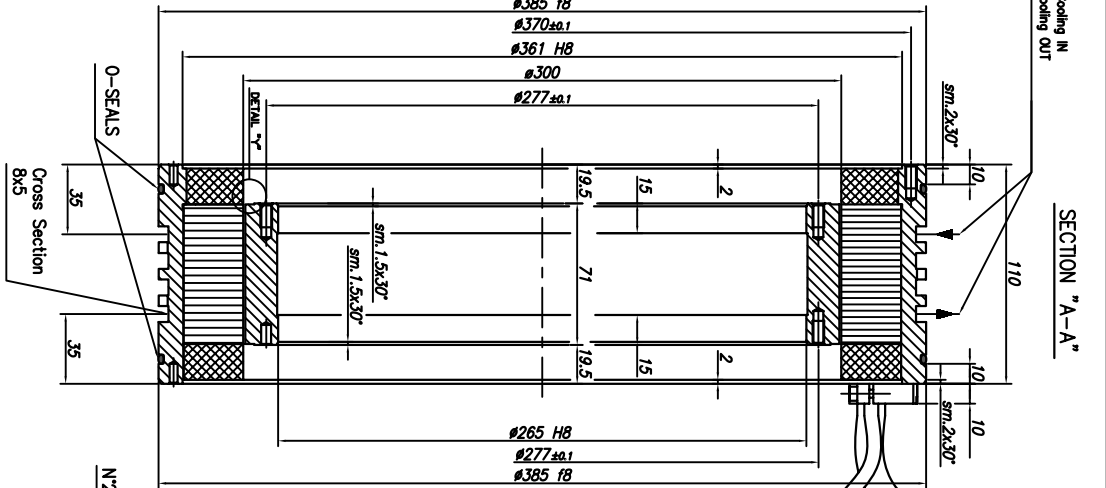 ø385 f8
ø370±0.1
ø361 H8
ø300
ø277±0.1
DETAIL "Y"
O-SEALS
Cross Section
8x5
35
35
19.5
71
19.5
15
15
2
2
sm.1.5x30°
sm.1.5x30°
sm.2x30°
10
110
SECTION "A-A"
10
10
sm.2x30°
ø265 H8
ø277±0.1
ø385 f8
ooling IN
ooling OUT
N°2